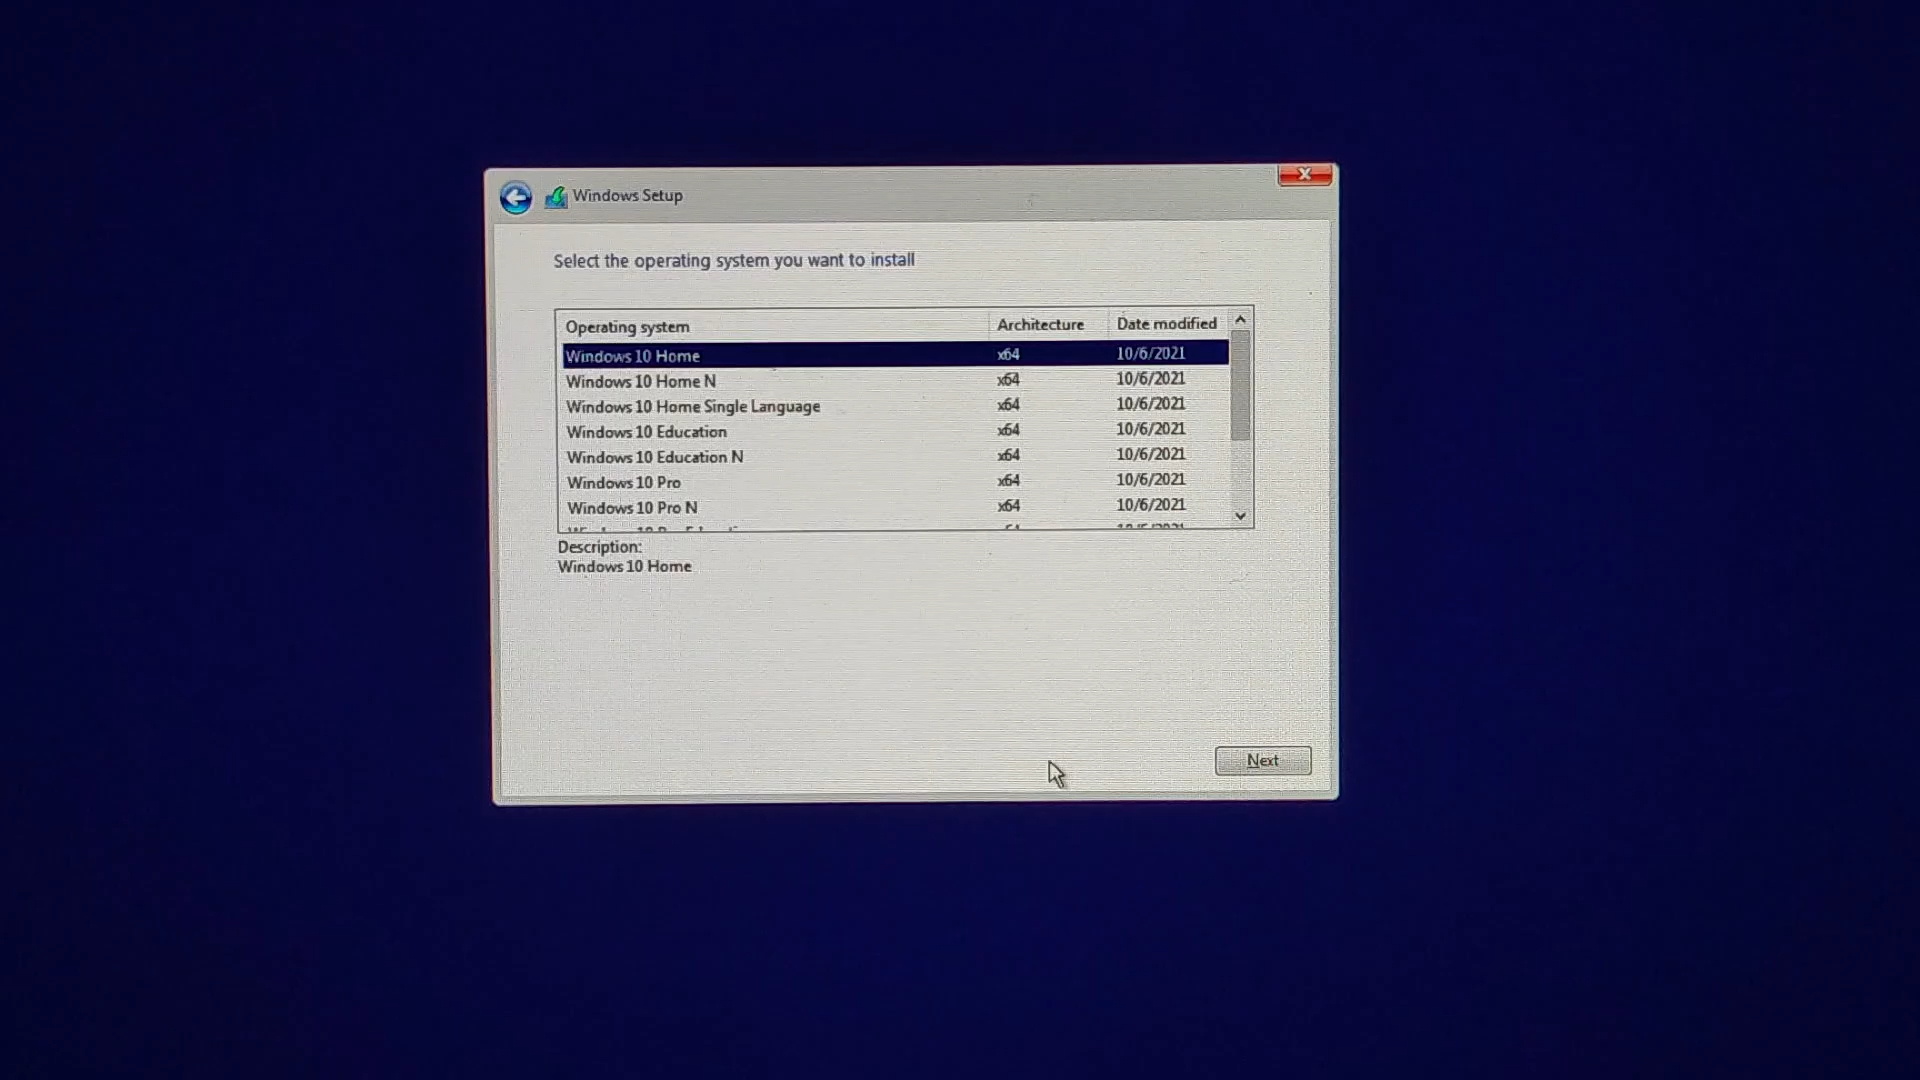 Windows Setup
Select the operating system you want to install
Operating system Architecture Date modified
Windows 10 Home x64 10/6/2021
Windows 10 Home N x64 10/6/2021
Windows 10 Home Single Language x64 10/6/2021
Windows 10 Education x64 10/6/2021
Windows 10 Education N x64 10/6/2021
Windows 10 Pro x64 10/6/2021
Windows 10 Pro N x64 10/6/2021
Description:
Windows 10 Home
Next